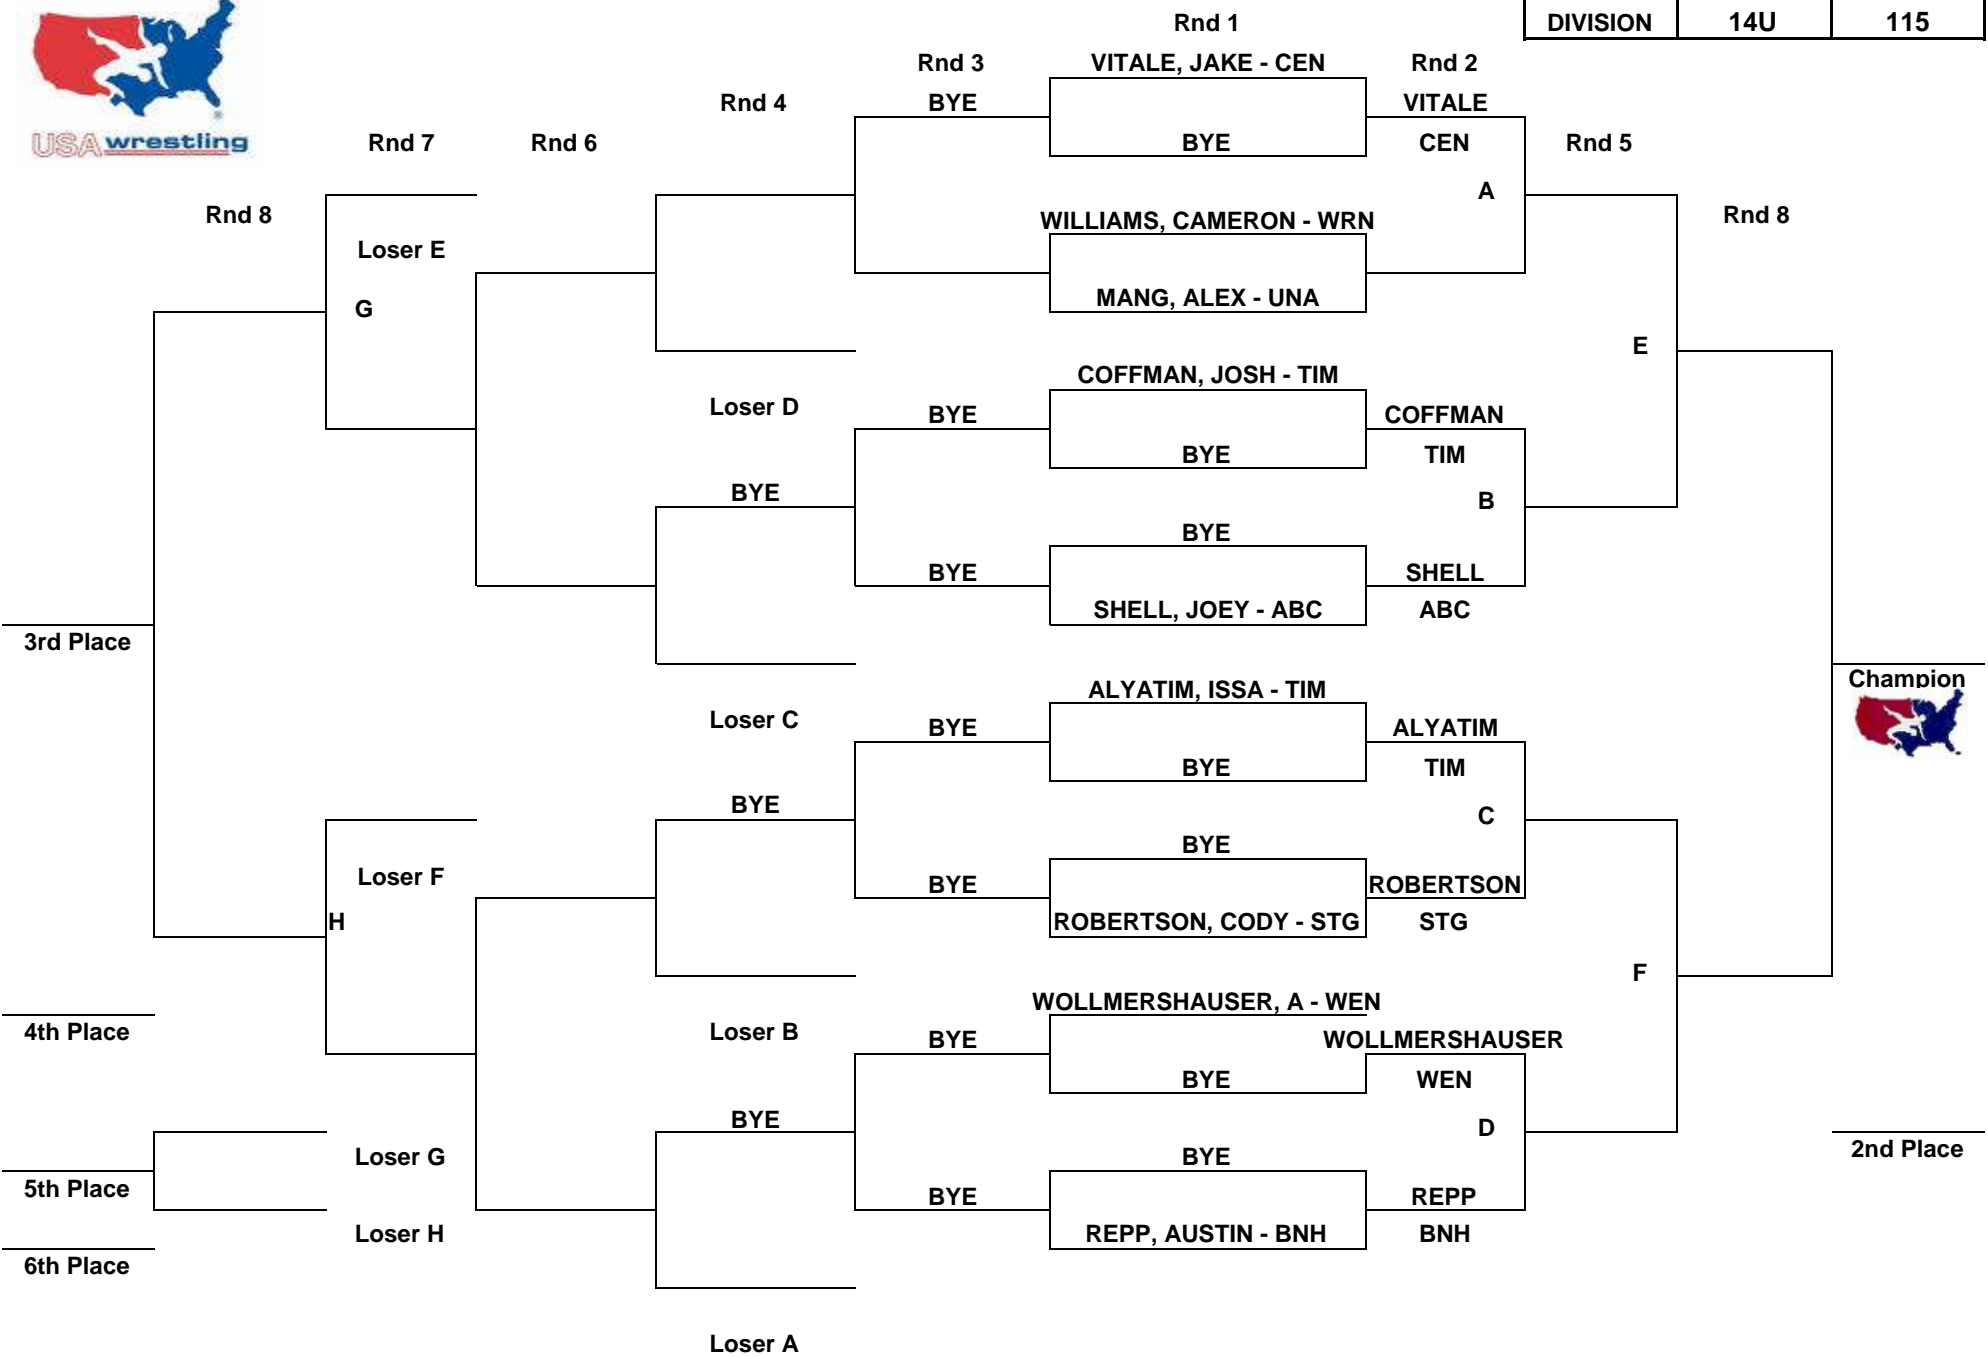 Rnd 1
DIVISION 14U 115
Rnd 3 VITALE, JAKE - CEN Rnd 2
Rnd 4 BYE VITALE
USA wrestling Rnd 7 Rnd 6 BYE CEN Rnd 5
A
Rnd 8 WILLIAMS, CAMERON - WRN Rnd 8
Loser E
G MANG, ALEX - UNA
E
COFFMAN, JOSH - TIM
Loser D BYE COFFMAN
BYE TIM
BYE B
BYE
BYE SHELL
SHELL, JOEY - ABC ABC
3rd Place
ALYATIM, ISSA - TIM Champion
Loser C BYE ALYATIM
BYE TIM
BYE C
BYE
Loser F BYE ROBERTSON
H ROBERTSON, CODY - STG STG
F
WOLLMERSHAUSER, A - WEN
4th Place Loser B BYE WOLLMERSHAUSER
BYE WEN
BYE D
Loser G BYE 2nd Place
5th Place BYE REPP
Loser H REPP, AUSTIN - BNH BNH
6th Place
Loser A